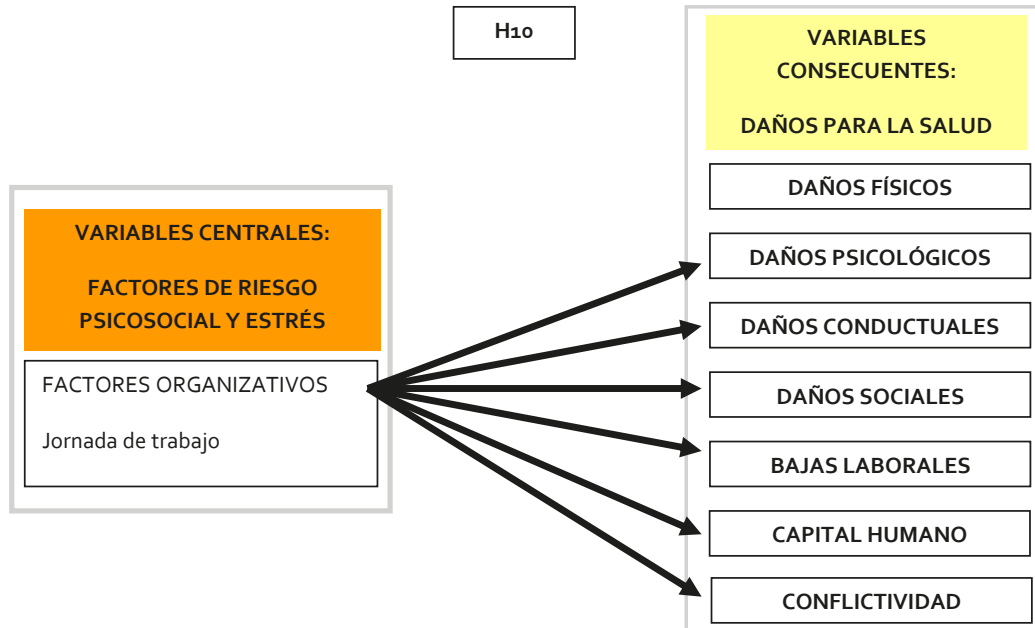 H10
VARIABLES
CONSECUENTES:
DAÑOS PARA LA SALUD
DAÑOS FÍSICOS
DAÑOS PSICOLÓGICOS
DAÑOS CONDUCTUALES
DAÑOS SOCIALES
BAJAS LABORALES
CAPITAL HUMANO
CONFLICTIVIDAD
VARIABLES CENTRALES:
FACTORES DE RIESGO
PSICOSOCIAL Y ESTRÉS
FACTORES ORGANIZATIVOS
Jornada de trabajo